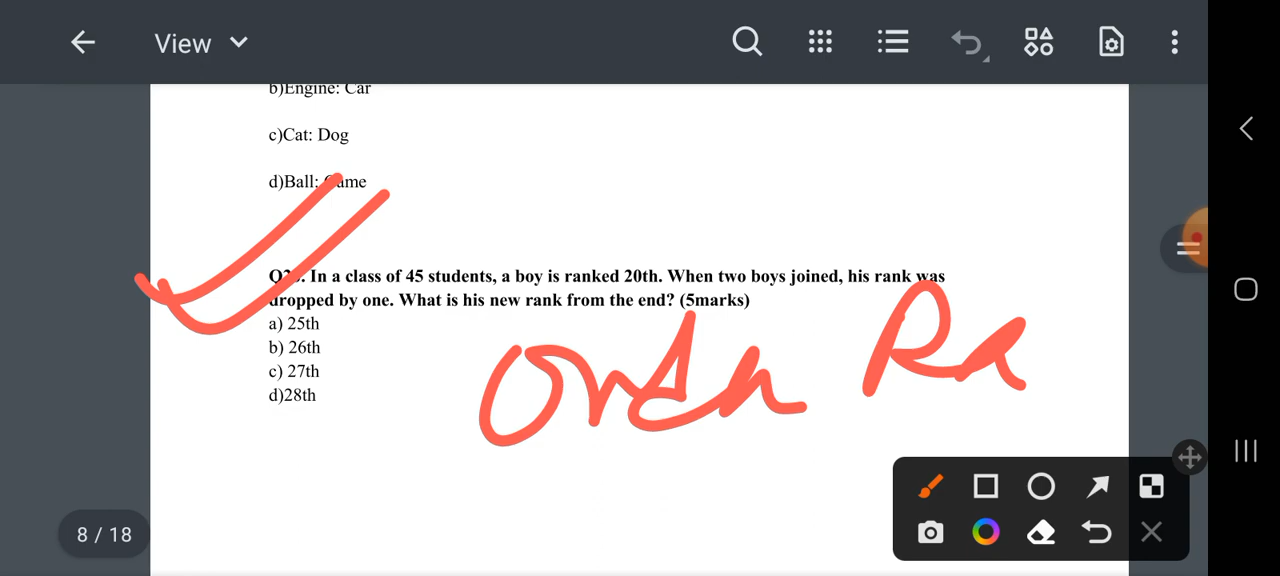 View
b)Engine: Car
c)Cat: Dog
d)Ball: Game
In a class of 45 students, a boy is ranked 20th. When two boys joined, his rank was
dropped by one. What is his new rank from the end? (5marks)
a) 25th
b) 26th
c) 27th
d)28th
8 / 18